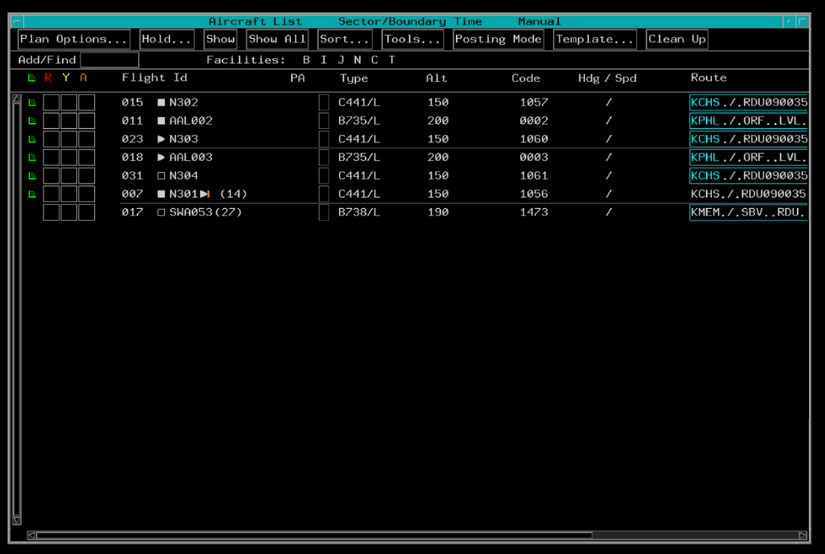 Aircraft List Sector/Boundary Time Manual
Plan Options... Hold... Show Show All Sort... Tools... Posting Mode Template... Clean Up
Add/Find Facilities: B I J N C T
R Y A Flight Id PA Type Alt Code Hdg / Spd Route
015 N302 C441/L 150 1057 / KCHS./.RDU090035
011 AAL002 B735/L 200 0002 / KPHL./.ORF..LVL.
023 N303 C441/L 150 1060 / KCHS./.RDU090035
018 AAL003 B735/L 200 0003 / KPHL./.ORF..LVL.
031 N304 C441/L 150 1061 / KCHS./.RDU090035
007 N301 (14) C441/L 150 1056 / KCHS./.RDU090035
017 SWA053(27) B738/L 190 1473 / KMEM./.SBV..RDU.